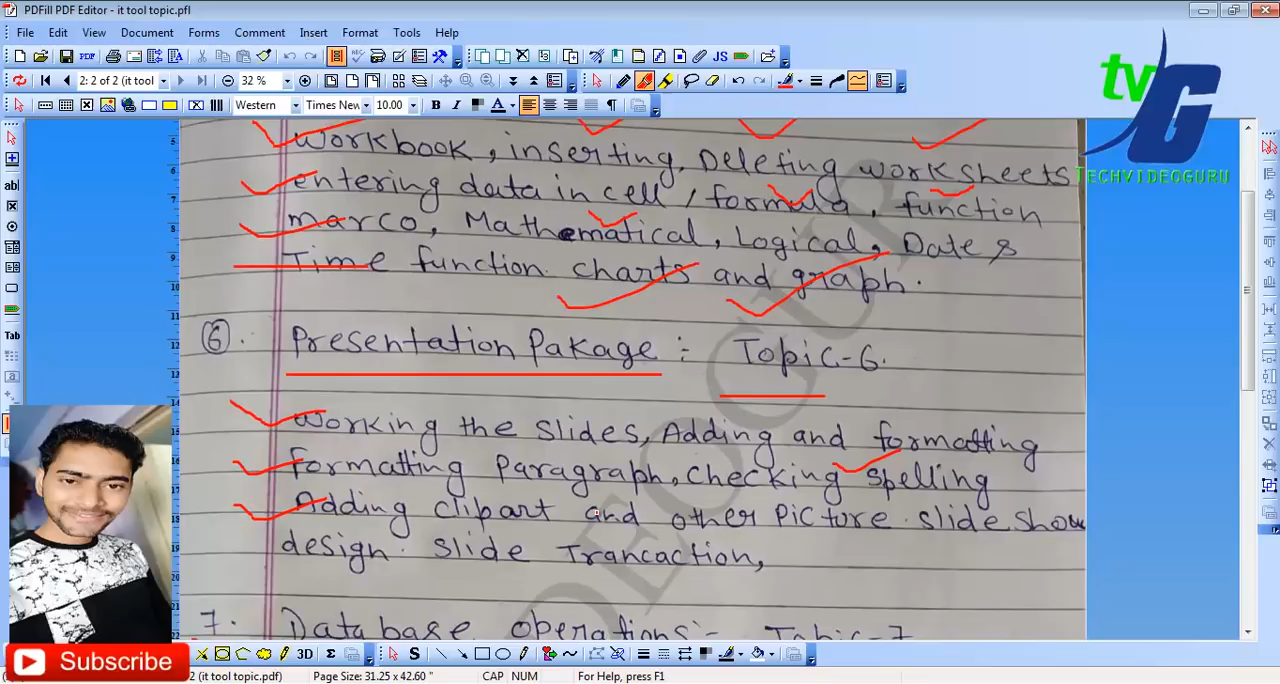 PDFill PDF Editor - it tool topic.pfl
File Edit View Document Forms Comment Insert Format Tools Help
2: 2 of 2 (it tool 32 % JS
Western Times New 10.00 B I A
tvG
TECHVIDEOGURU
Workbook, inserting, Deleting worksheets
entering data in cell / formula, function
marco, Mathematical, Logical, Date &
Time function. charts and graph.
6. Presentation Pakage : Topic-6.
Working the slides, Adding and formatting
formatting Paragraph, Checking spelling
Adding clipart and other Picture. slide show
design. slide Trancaction,
7. Database operations:- Topic-7
ab|
Tab
Subscribe
3D Σ
2 (it tool topic.pdf) Page Size: 31.25 x 42.60 " CAP NUM For Help, press F1